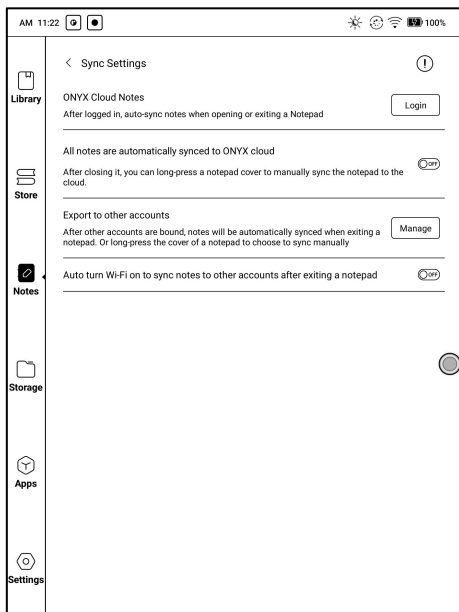 AM 11:22
100%
Sync Settings
Library
ONYX Cloud Notes
After logged in, auto-sync notes when opening or exiting a Notepad
Login
All notes are automatically synced to ONYX cloud
After closing it, you can long-press a notepad cover to manually sync the notepad to the
cloud.
OFF
Store
Export to other accounts
After other accounts are bound, notes will be automatically synced when exiting a
notepad. Or long-press the cover of a notepad to choose to sync manually
Manage
Auto turn Wi-Fi on to sync notes to other accounts after exiting a notepad
OFF
Notes
Storage
Apps
Settings